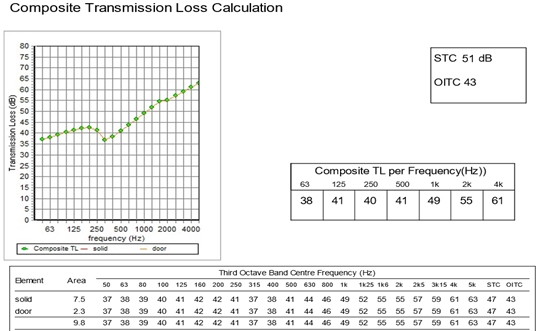 Composite Transmission Loss Calculation
80
75
70
65
60
55
50
45
40
35
30
25
20
15
10
5
0
Transmission Loss (dB)
63 125 250 500 1000 2000 4000
frequency (Hz)
Composite TL solid door
STC 51 dB
OITC 43
Composite TL per Frequency(Hz))
63 125 250 500 1k 2k 4k
38 41 40 41 49 55 61
Third Octave Band Centre Frequency (Hz)
Element Area 50 63 80 100 125 160 200 250 315 400 500 630 800 1k 1k25 1k6 2k 2k5 3k15 4k 5k STC OITC
solid 7.5 37 38 39 40 41 42 42 41 37 38 41 44 46 49 52 55 55 57 59 61 63 47 43
door 2.3 37 38 39 40 41 42 42 41 37 38 41 44 46 49 52 55 55 57 59 61 63 47 43
9.8 37 38 39 40 41 42 42 41 37 38 41 44 46 49 52 55 55 57 59 61 63 47 43